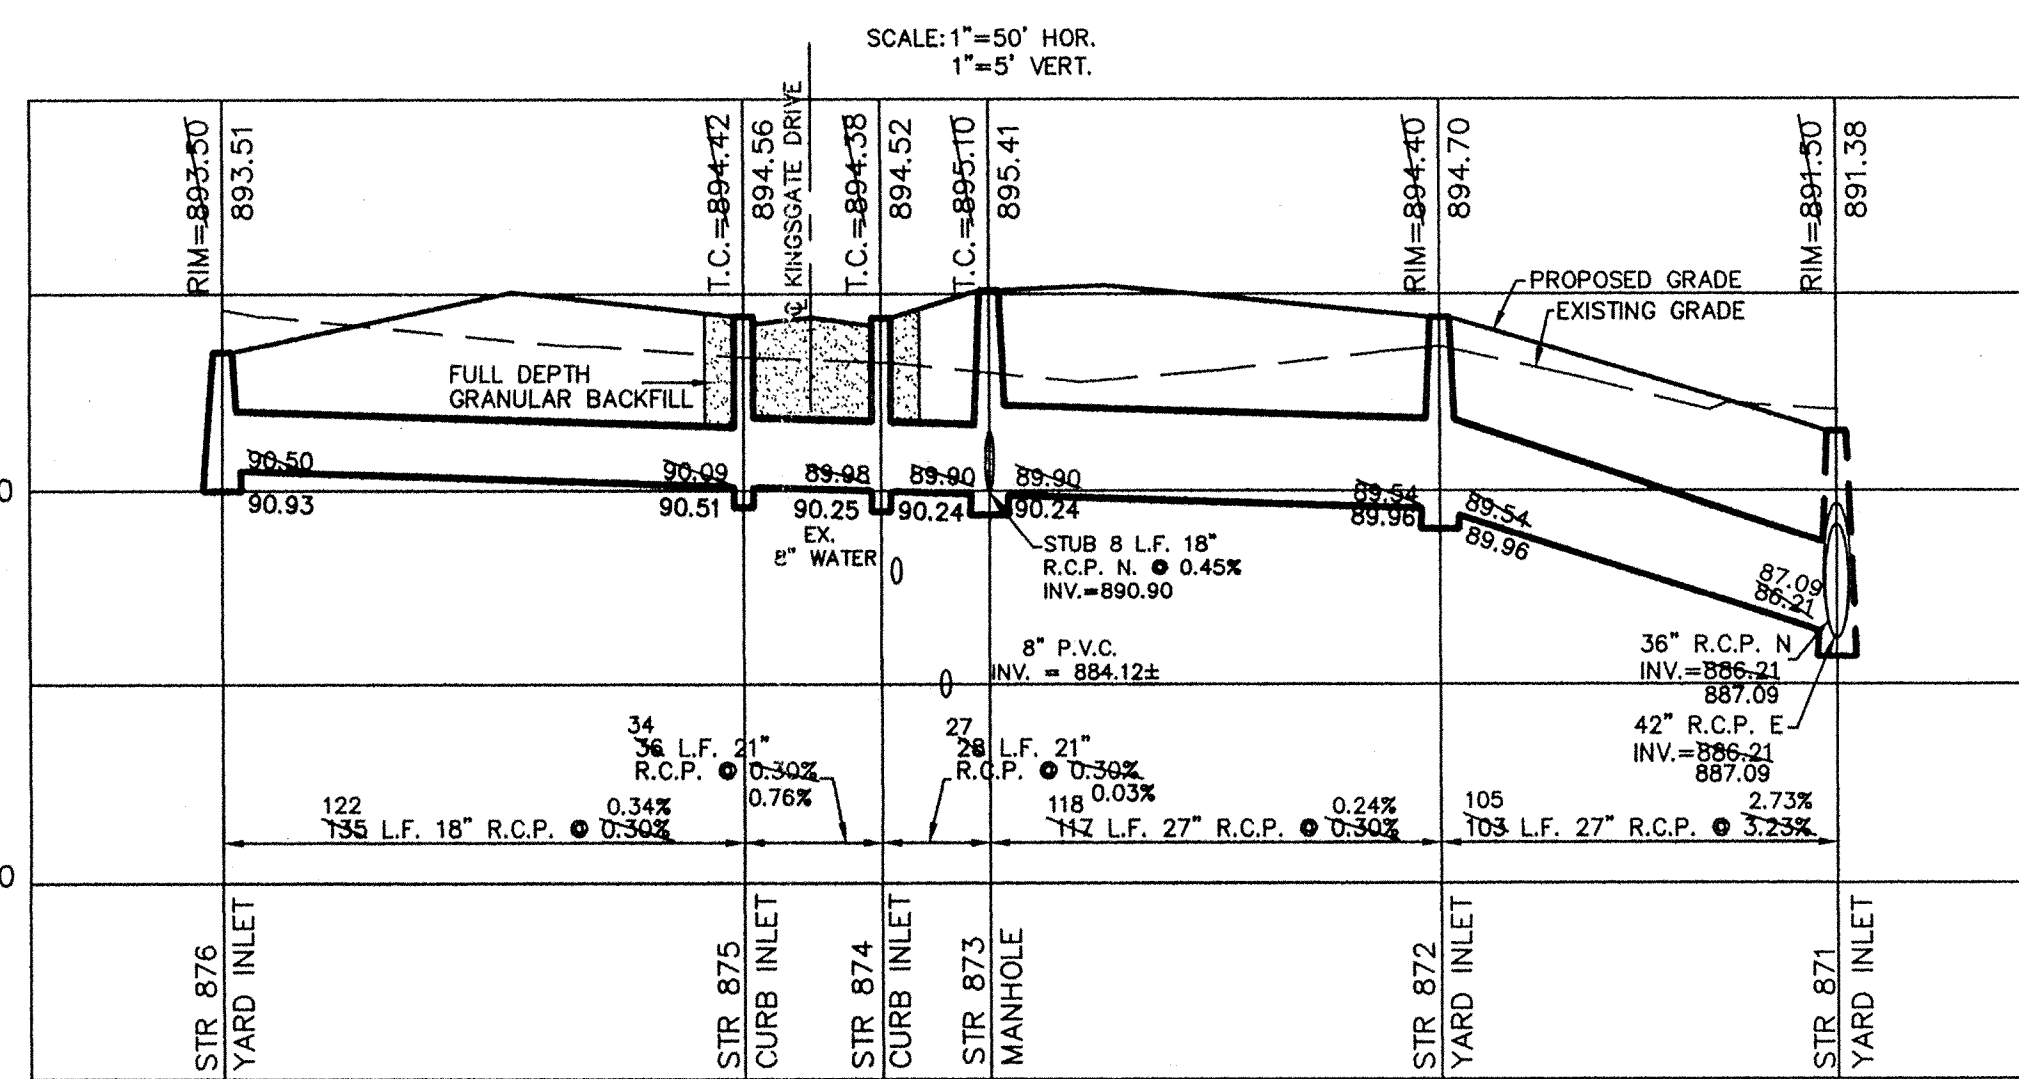 SCALE: 1"=50' HOR.
1"=5' VERT.
RIM=893.50
893.51
T.C.=894.42
894.56
℄ KINGSGATE DRIVE
T.C.=894.38
894.52
T.C.=895.10
895.41
RIM=894.40
894.70
RIM=891.50
891.38
PROPOSED GRADE
EXISTING GRADE
FULL DEPTH
GRANULAR BACKFILL
90.50
90.93
90.09
90.51
89.98
90.25
89.90
90.24
89.90
90.24
89.54
89.96
89.54
89.96
87.09
86.21
EX.
8" WATER
STUB 8 L.F. 18"
R.C.P. N. @ 0.45%
INV.=890.90
8" P.V.C.
INV. = 884.12±
36" R.C.P. N
INV.=886.21
887.09
42" R.C.P. E
INV.=886.21
887.09
0
34
36 L.F. 21"
R.C.P. @ 0.30%
0.76%
27
28 L.F. 21"
R.C.P. @ 0.30%
0.03%
122 0.34%
135 L.F. 18" R.C.P. @ 0.30%
118 0.24%
117 L.F. 27" R.C.P. @ 0.30%
105 2.73%
103 L.F. 27" R.C.P. @ 3.23%
0
STR 876
YARD INLET
STR 875
CURB INLET
STR 874
CURB INLET
STR 873
MANHOLE
STR 872
YARD INLET
STR 871
YARD INLET